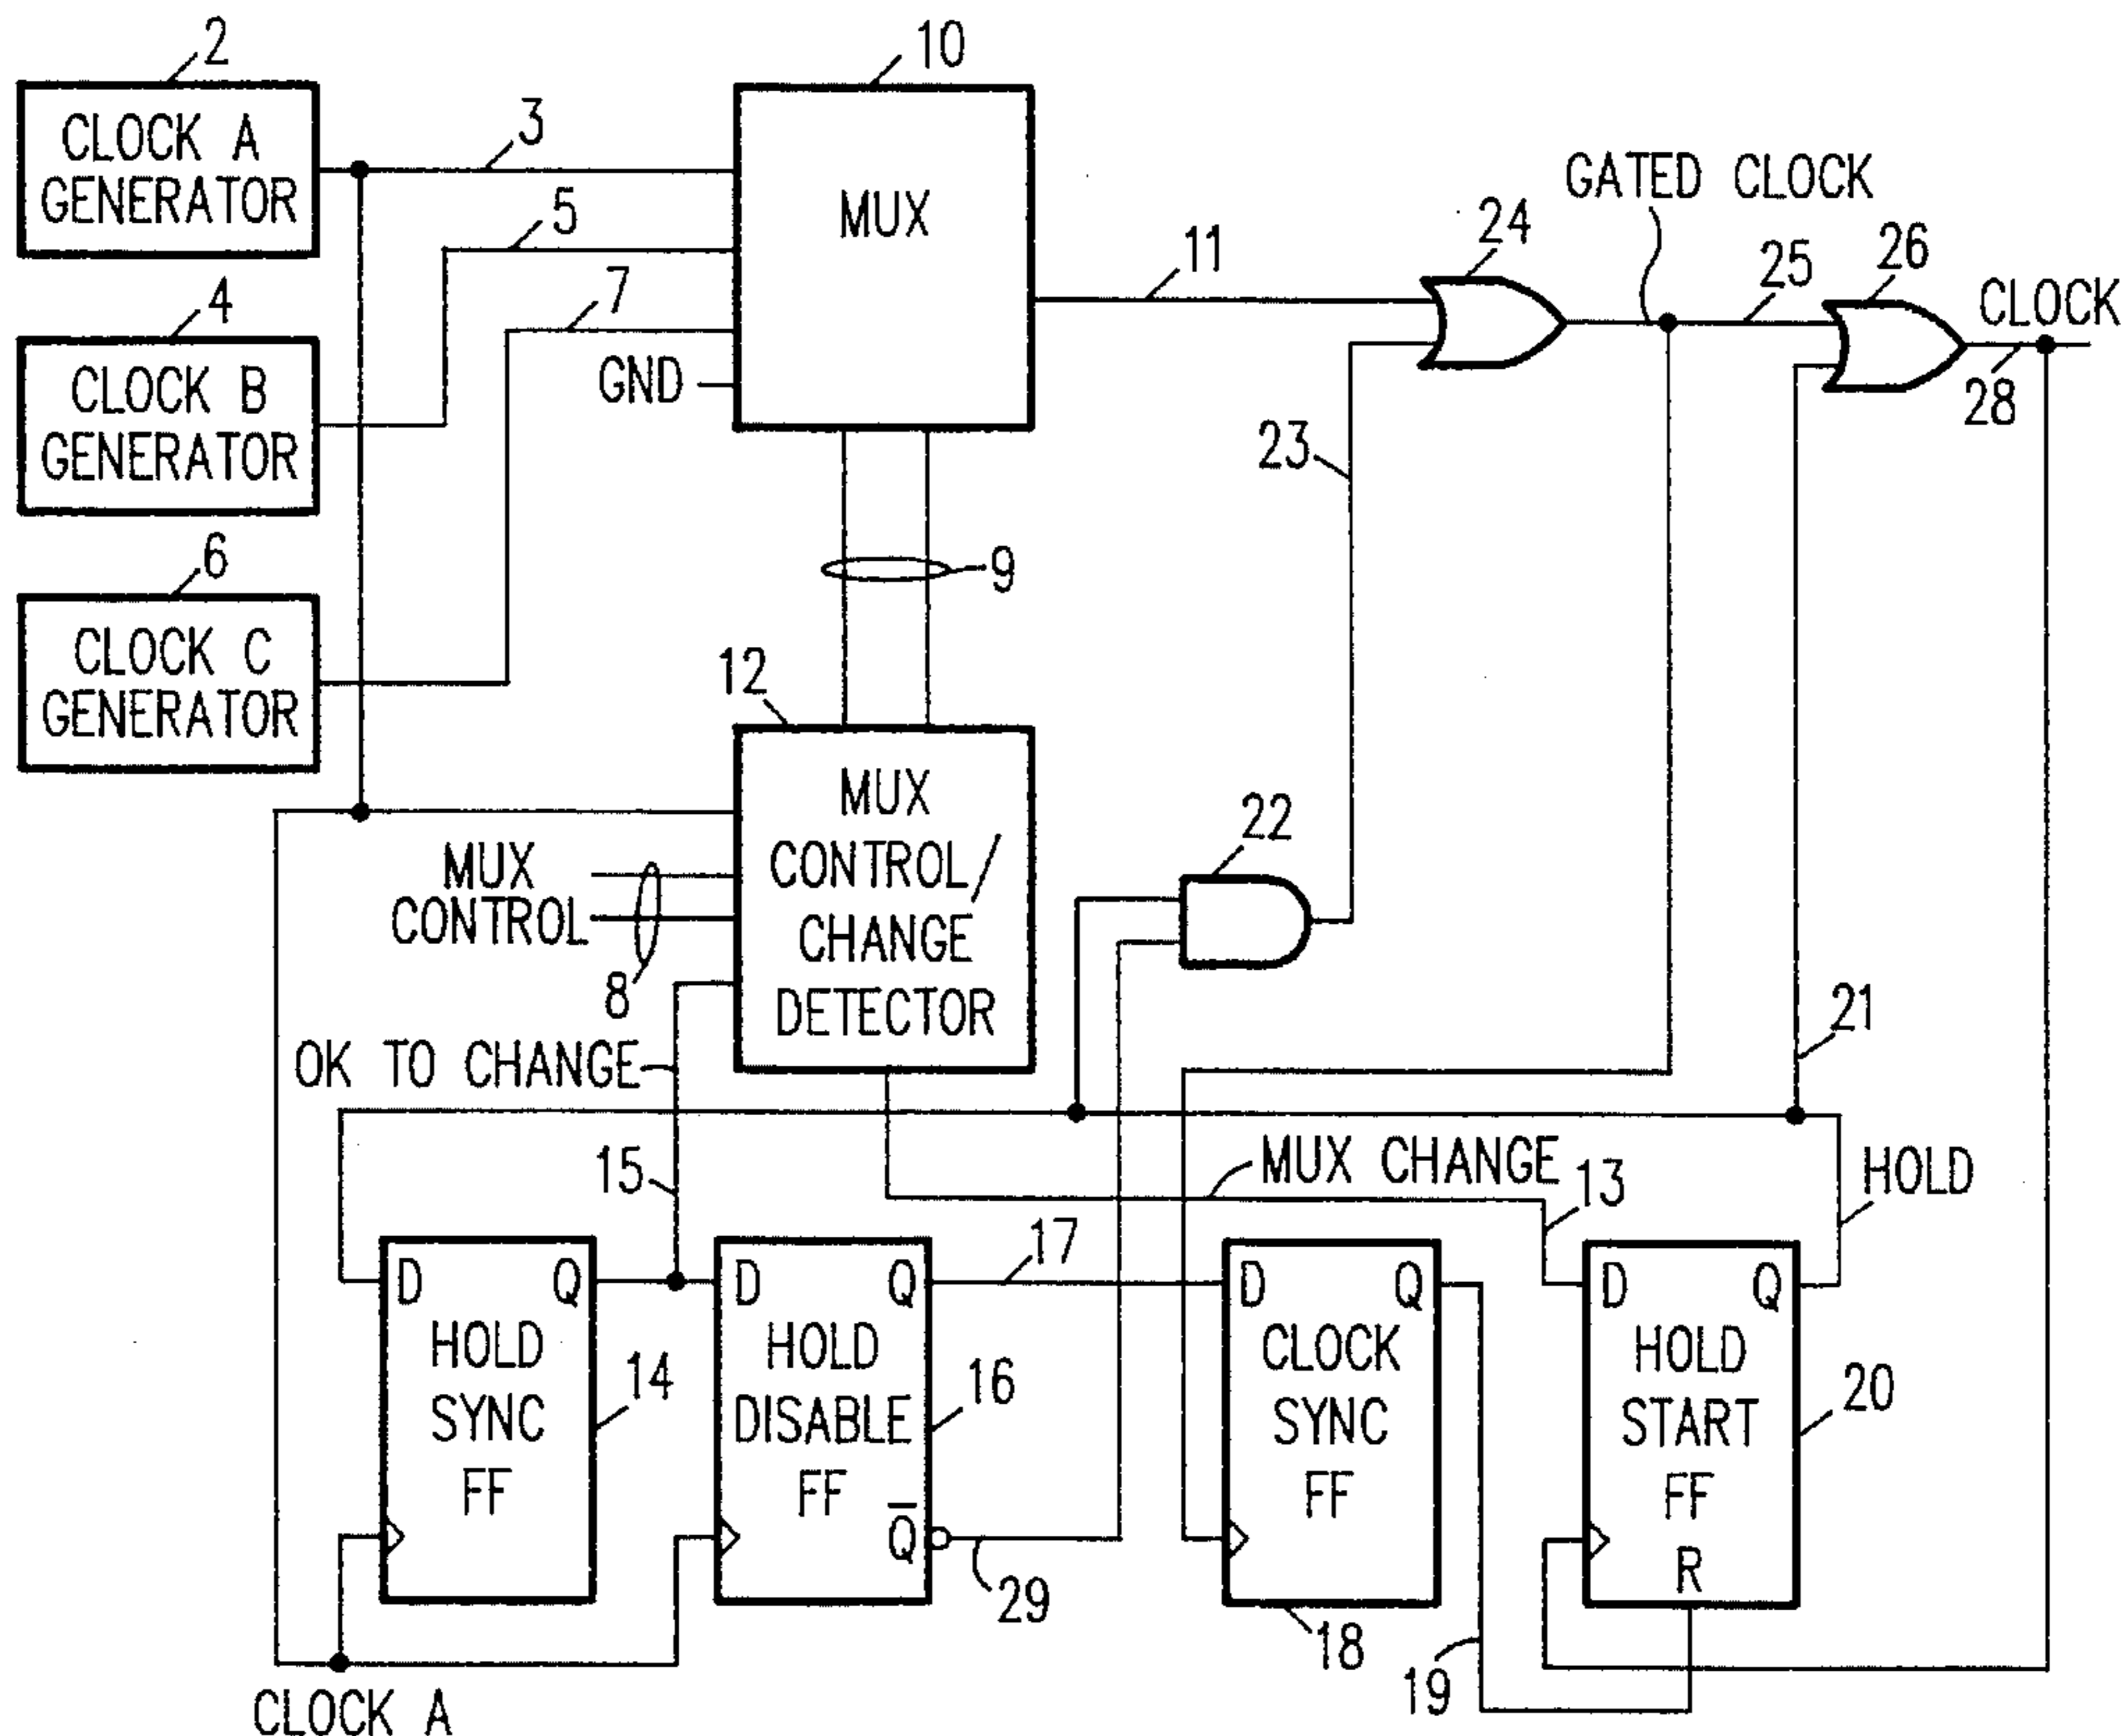 2
CLOCK A
GENERATOR
3
4
CLOCK B
GENERATOR
5
6
CLOCK C
GENERATOR
7
GND
10
MUX
11
24
GATED CLOCK
25
26
CLOCK
28
23
9
12
MUX
CONTROL/
CHANGE
DETECTOR
MUX
CONTROL
8
22
21
OK TO CHANGE
15
MUX CHANGE
13
HOLD
D
Q
HOLD
SYNC
FF
14
D
Q
HOLD
DISABLE
FF
Q̅
16
17
29
D
Q
CLOCK
SYNC
FF
18
19
D
Q
HOLD
START
FF
R
20
CLOCK A